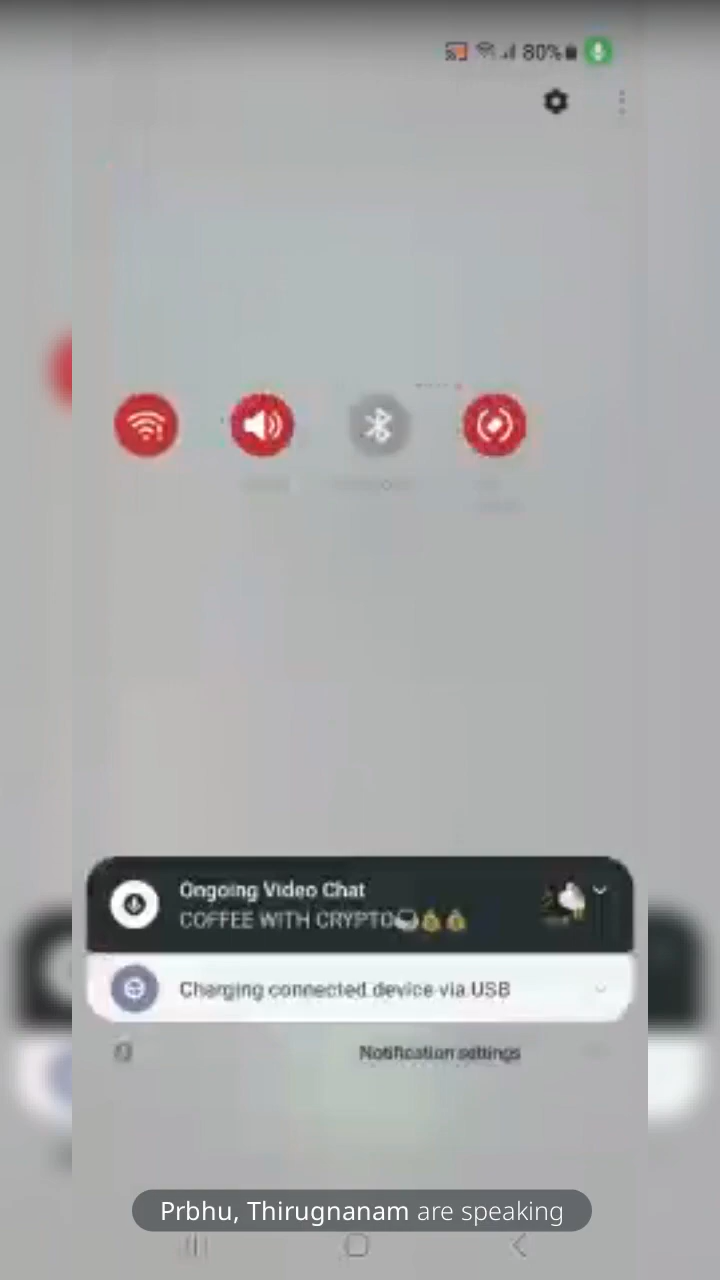 80%
Ongoing Video Chat
COFFEE WITH CRYPTO☕💰💰
Charging connected device via USB
Notification settings
Prbhu, Thirugnanam are speaking